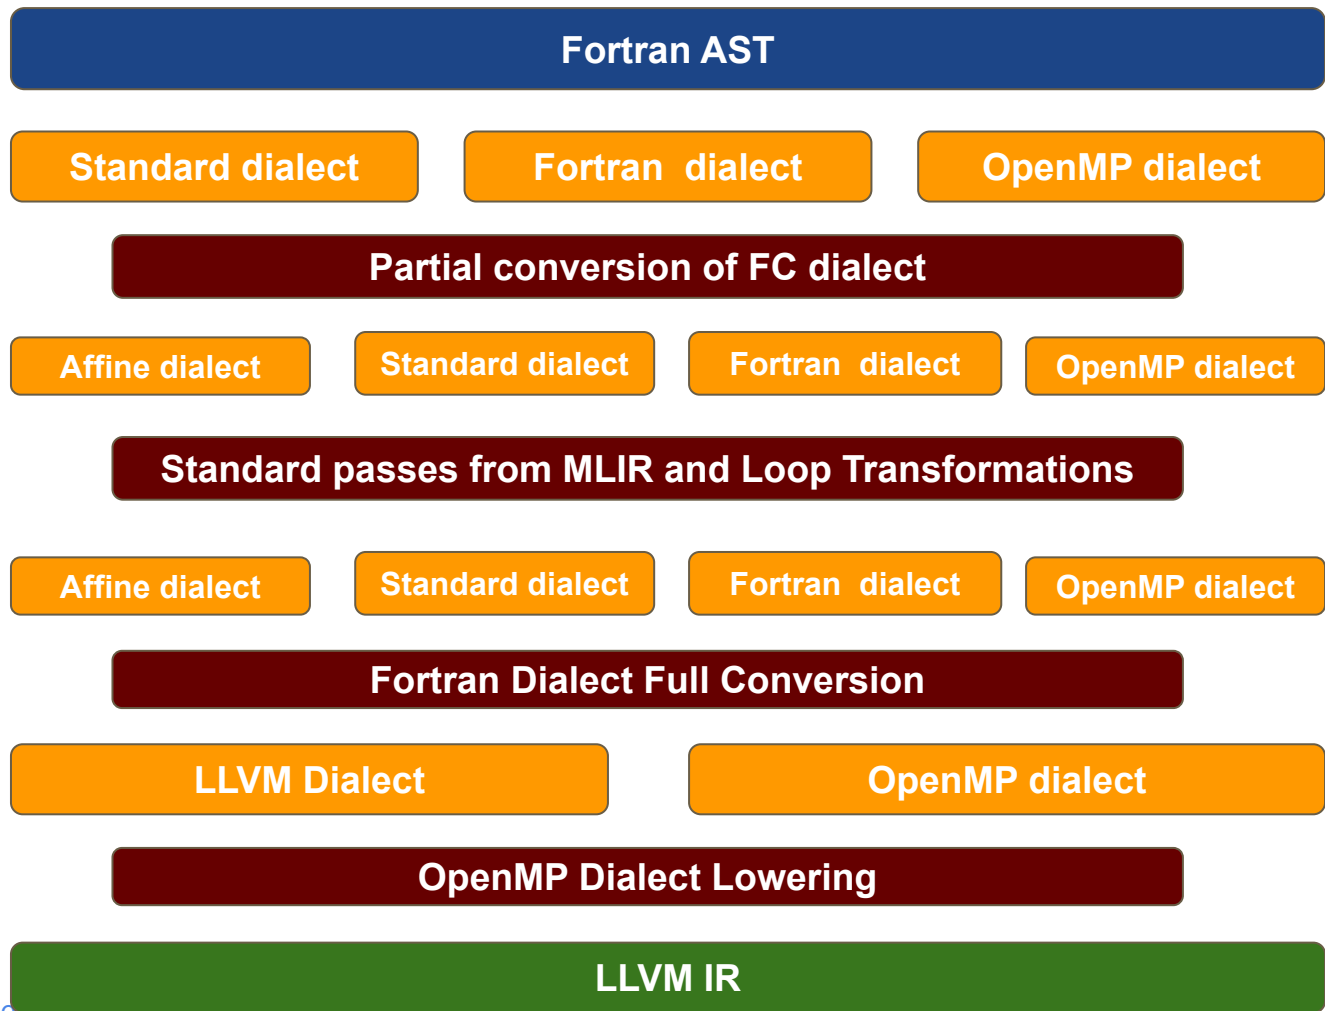 Fortran AST
Standard dialect
Fortran dialect
OpenMP dialect
Partial conversion of FC dialect
Affine dialect
Standard dialect
Fortran dialect
OpenMP dialect
Standard passes from MLIR and Loop Transformations
Affine dialect
Standard dialect
Fortran dialect
OpenMP dialect
Fortran Dialect Full Conversion
LLVM Dialect
OpenMP dialect
OpenMP Dialect Lowering
LLVM IR